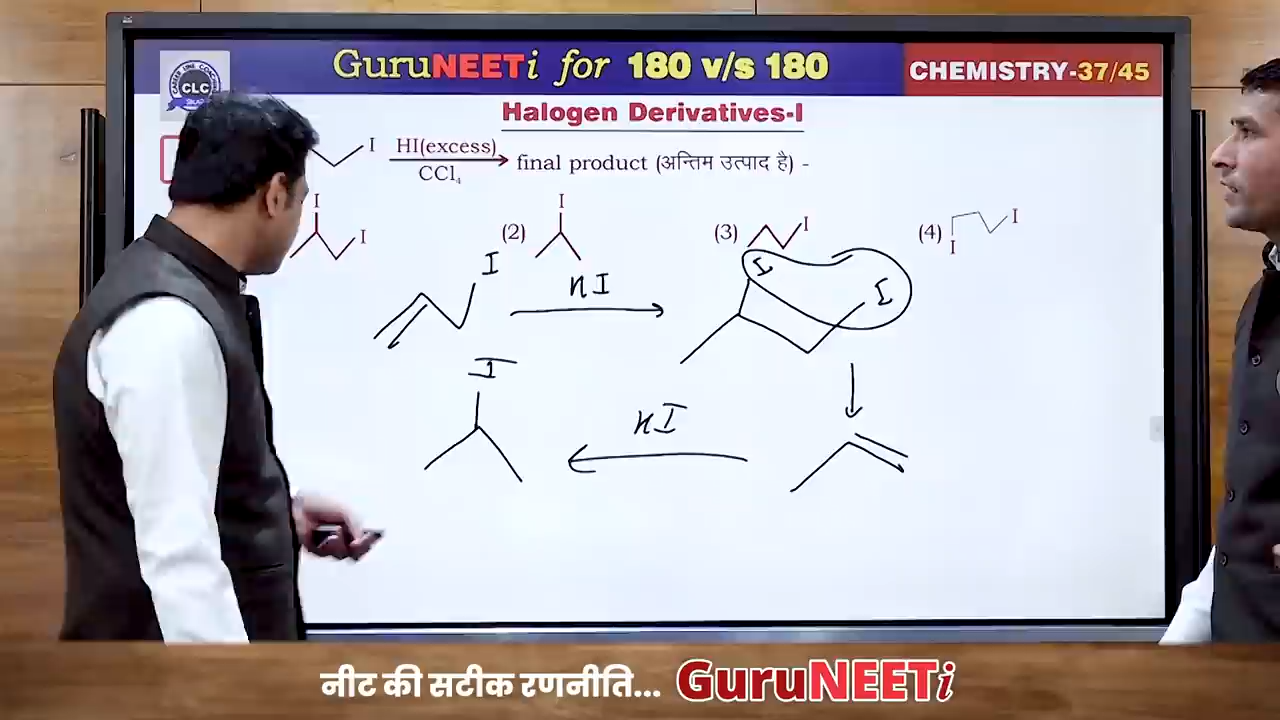 GuruNEETi for 180 v/s 180
CHEMISTRY-37/45
CLC
Halogen Derivatives-I
I HI(excess) CCl₄ final product (अन्तिम उत्पाद है) -
I I
(2) I
(3) I
(4) I I
I HI I I
I HI
नीट की सटीक रणनीति... GuruNEETi